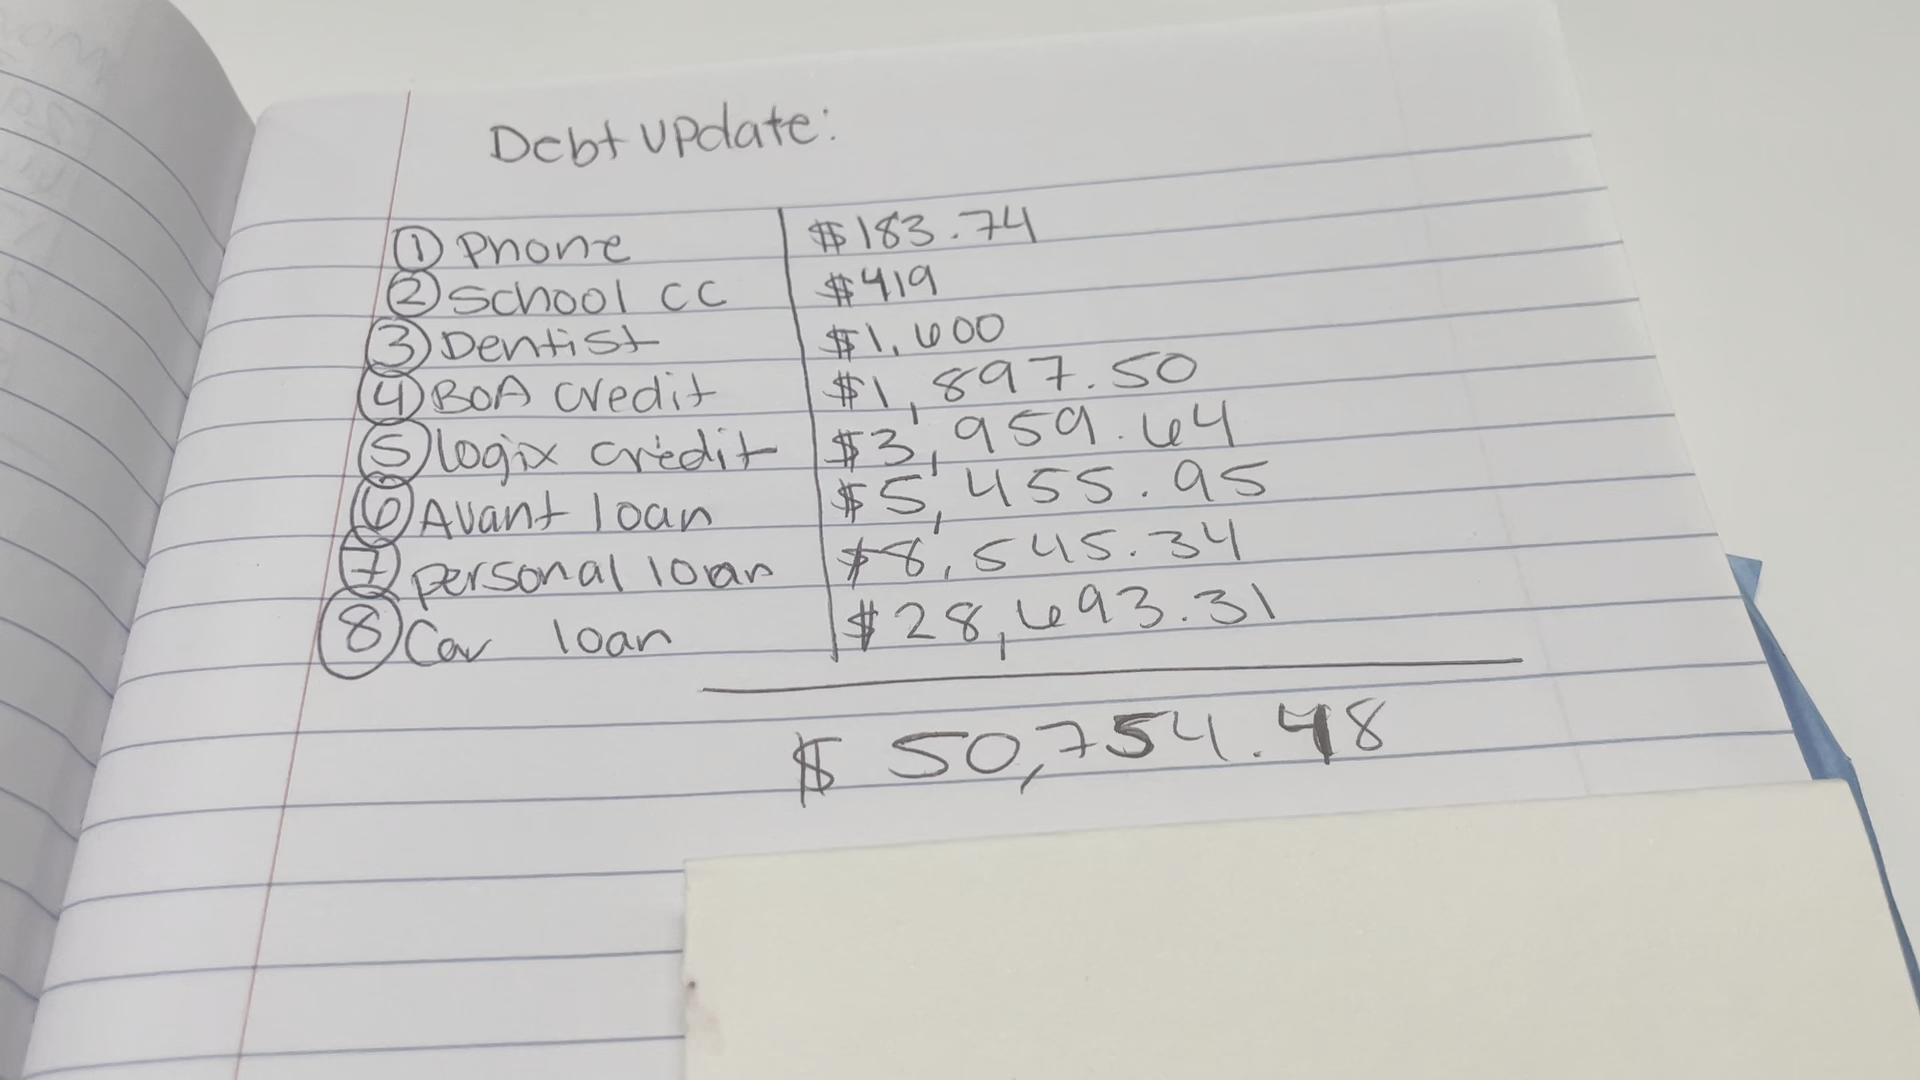 Debt update:
① Phone $183.74
② School CC $419
③ Dentist $1,600
④ BOA credit $1,897.50
⑤ logix credit $3,959.64
⑥ Avant loan $5,455.95
⑦ personal loan $8,545.34
⑧ Car loan $28,693.31
$ 50,754.48